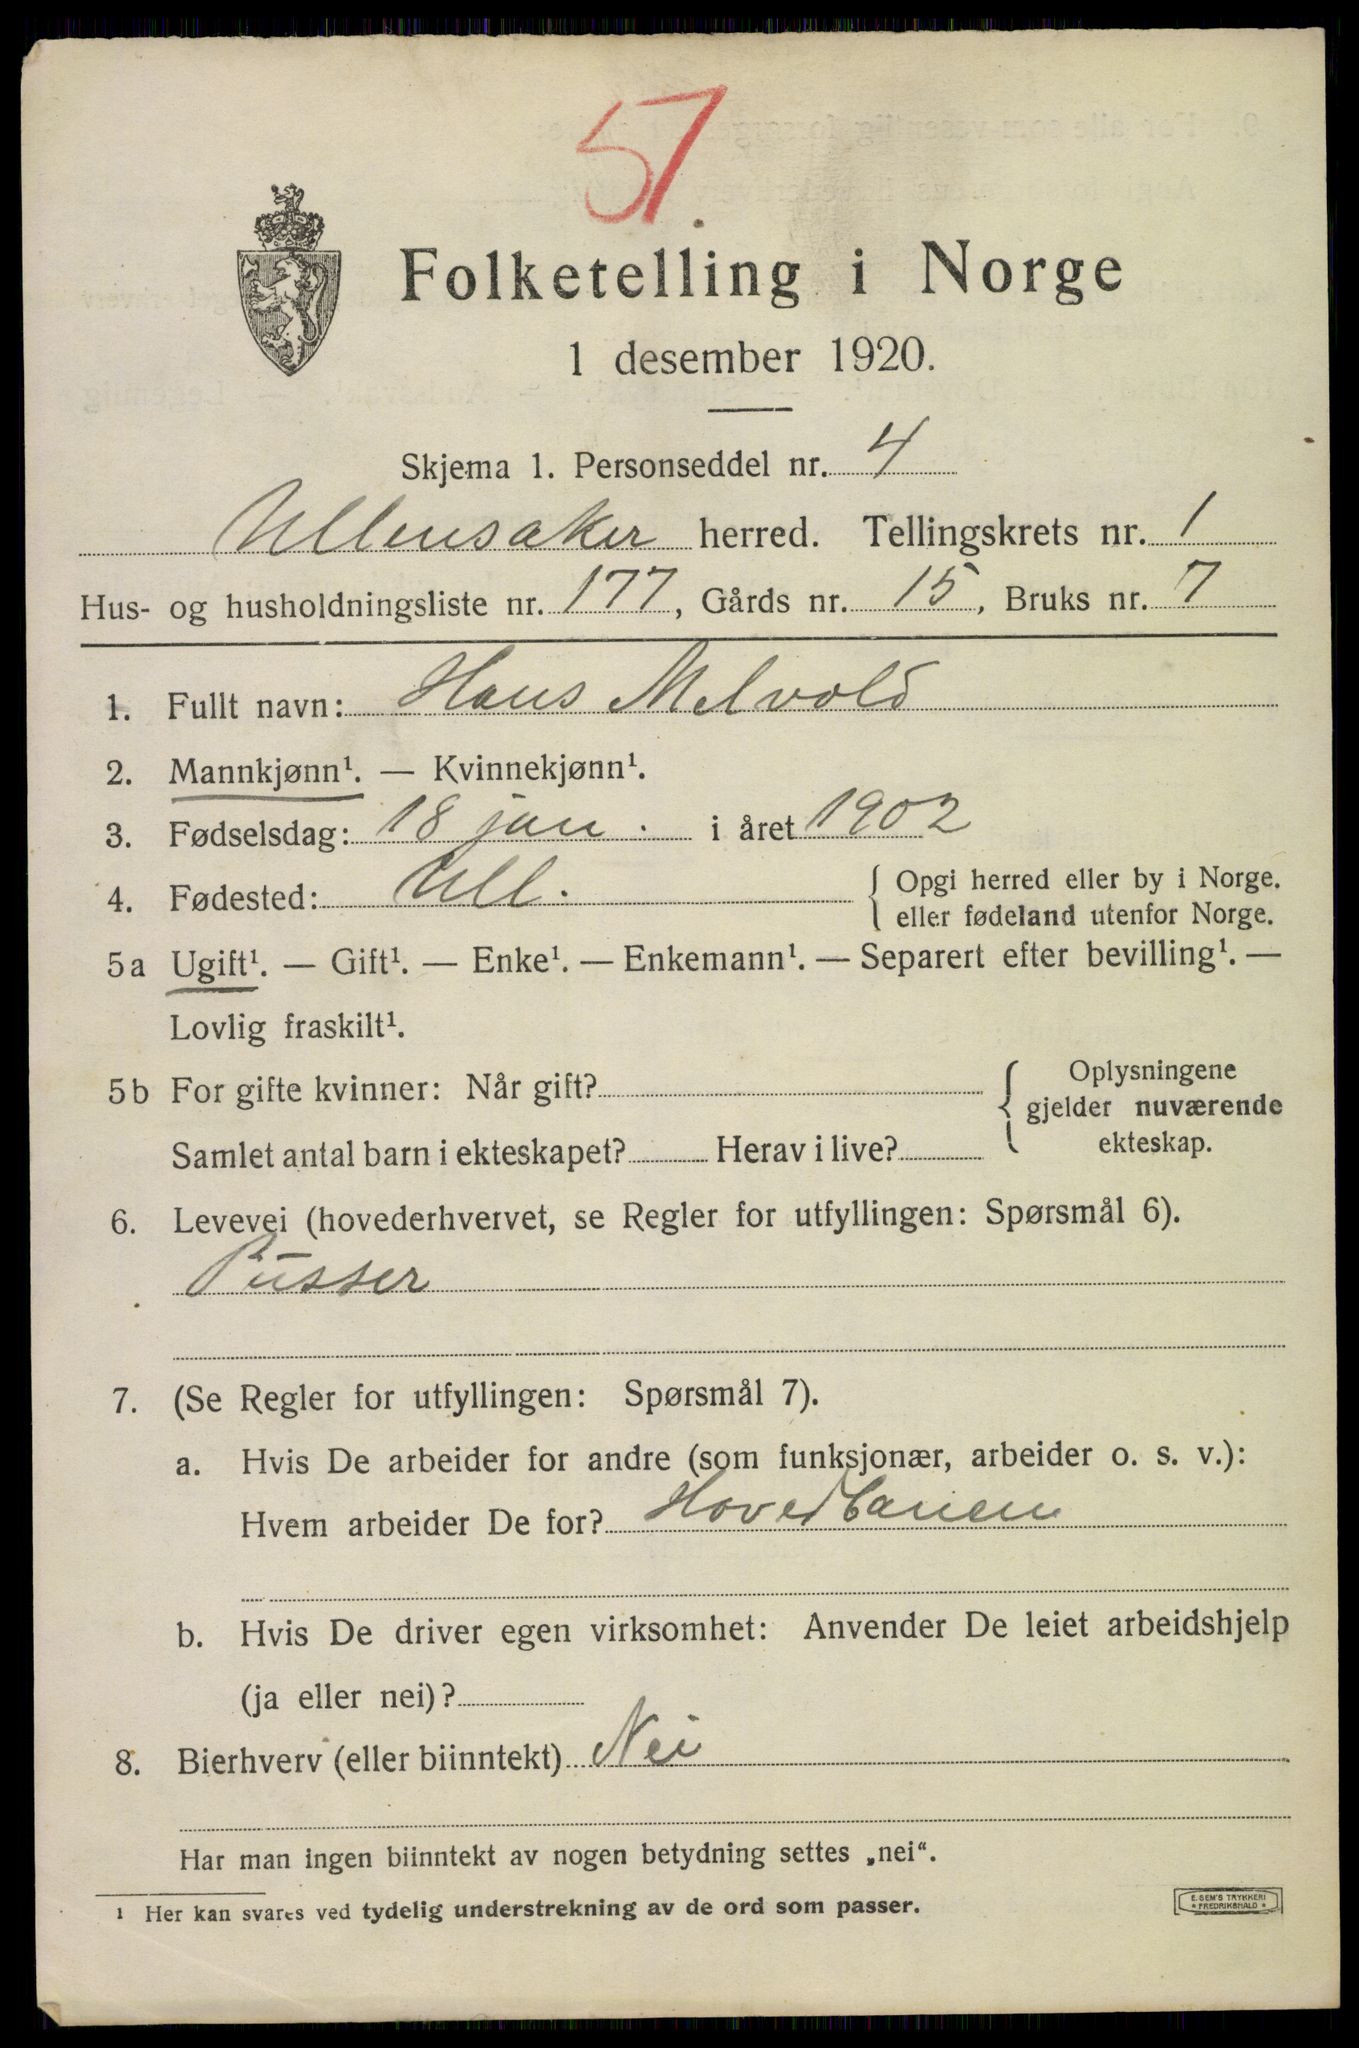 57.
Folketelling i Norge
1 desember 1920.
Skjema 1. Personseddel nr. 4
Ullensaker herred. Tellingskrets nr. 1
Hus- og husholdningsliste nr. 177, Gårds nr. 15, Bruks nr. 7
1. Fullt navn: Hans Melvold
2. Mannkjønn¹. — Kvinnekjønn¹.
3. Fødselsdag: 18 jan. i året 1902
4. Fødested: Ull. { Opgi herred eller by i Norge.
eller fødeland utenfor Norge.
5a Ugift¹. — Gift¹. — Enke¹. — Enkemann¹. — Separert efter bevilling¹. —
Lovlig fraskilt¹.
5b For gifte kvinner: Når gift? { Oplysningene
gjelder nuværende
Samlet antal barn i ekteskapet? Herav i live? ekteskap.
6. Levevei (hovederhvervet, se Regler for utfyllingen: Spørsmål 6).
Pusser
7. (Se Regler for utfyllingen: Spørsmål 7).
a. Hvis De arbeider for andre (som funksjonær, arbeider o. s. v.):
Hvem arbeider De for? Hovedbanen
b. Hvis De driver egen virksomhet: Anvender De leiet arbeidshjelp
(ja eller nei)?
8. Bierhverv (eller biinntekt) Nei
Har man ingen biinntekt av nogen betydning settes „nei“.
¹ Her kan svares ved tydelig understrekning av de ord som passer.
E. SEM'S TRYKKERI
* FREDRIKSHALD *